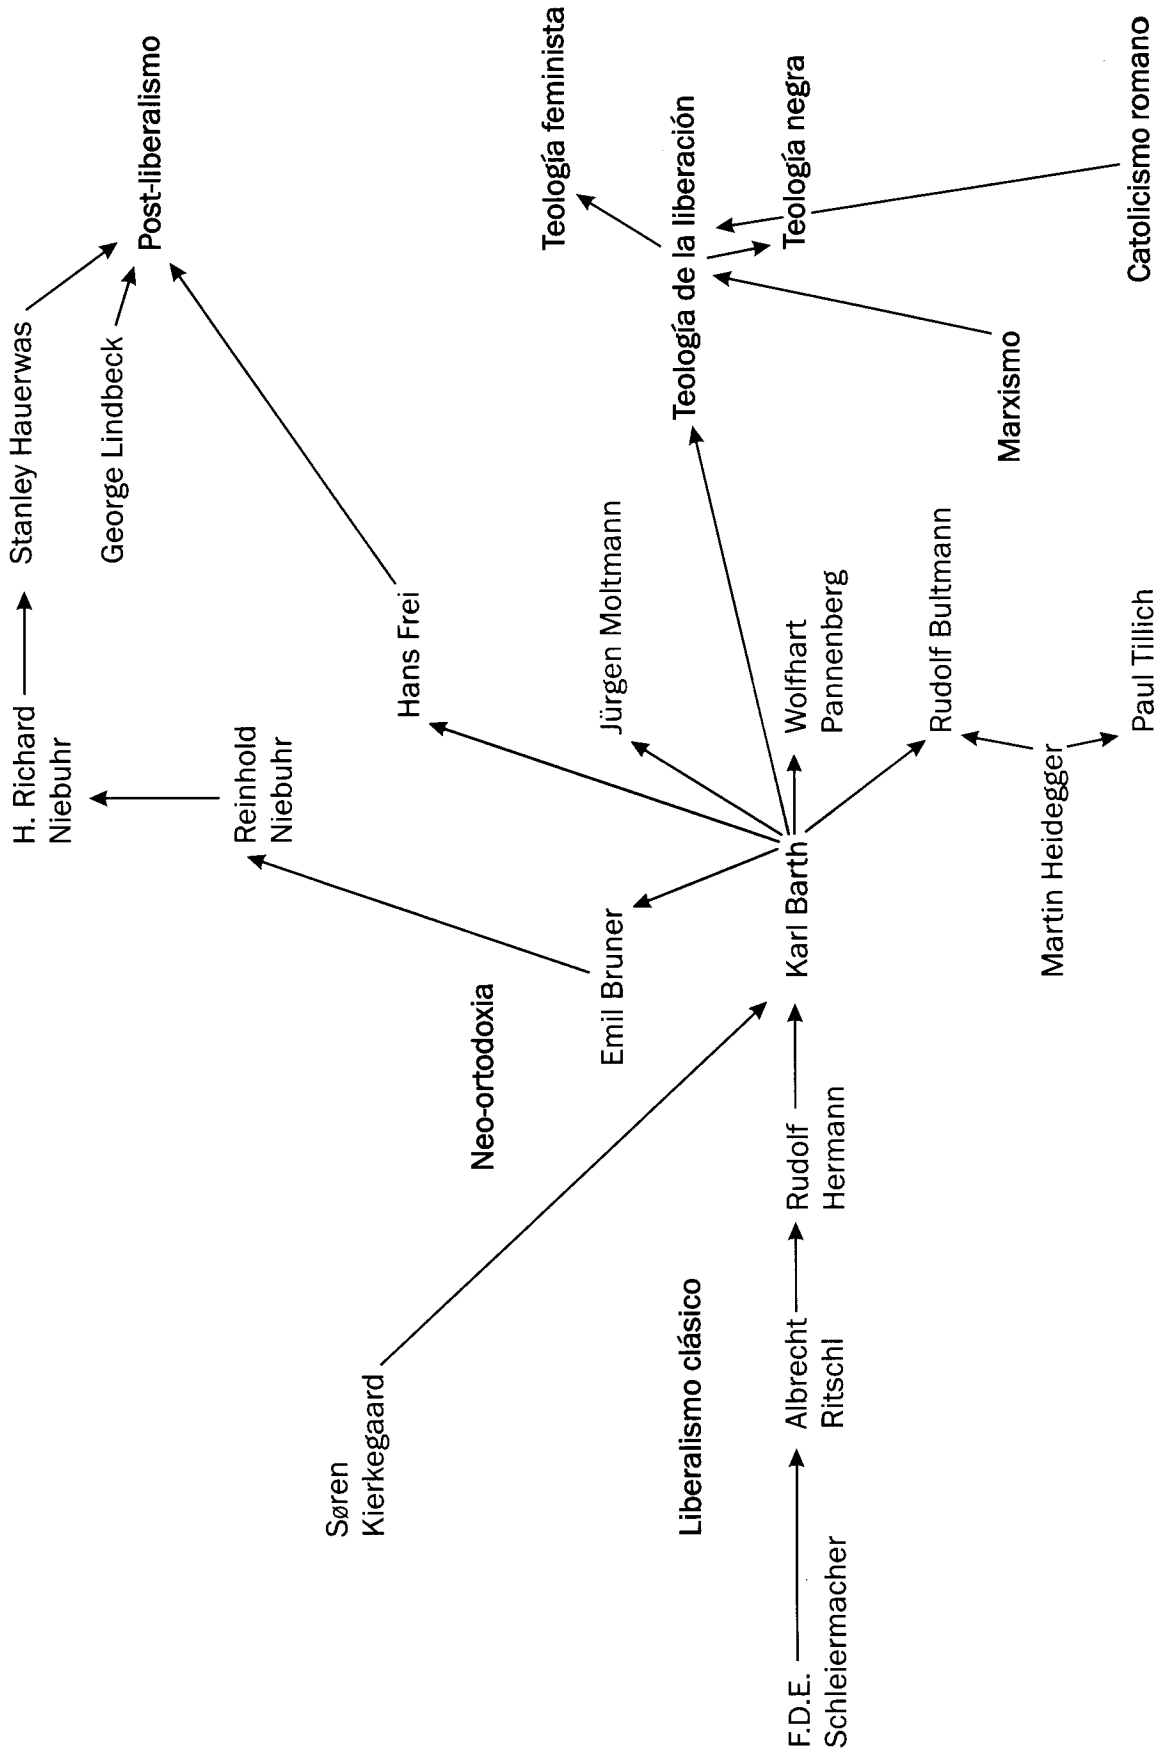 H. Richard
Niebuhr
Stanley Hauerwas
George Lindbeck
Post-liberalismo
Reinhold
Niebuhr
Søren
Kierkegaard
Hans Frei
Neo-ortodoxia
Teología feminista
Emil Bruner
Jürgen Moltmann
Liberalismo clásico
Teología de la liberación
F.D.E.
Schleiermacher
Albrecht
Ritschl
Rudolf
Hermann
Karl Barth
Wolfhart
Pannenberg
Teología negra
Rudolf Bultmann
Marxismo
Martin Heidegger
Paul Tillich
Catolicismo romano